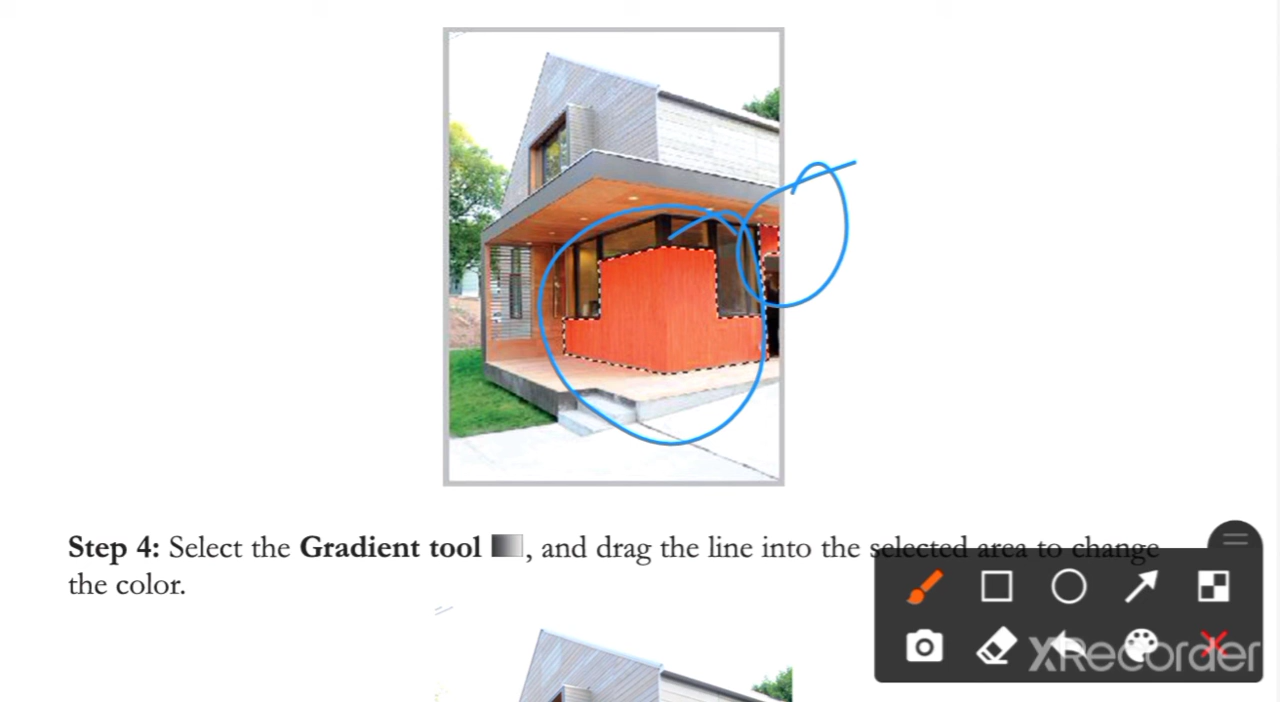 Step 4: Select the Gradient tool , and drag the line into the selected area to change
the color.
XRecorder